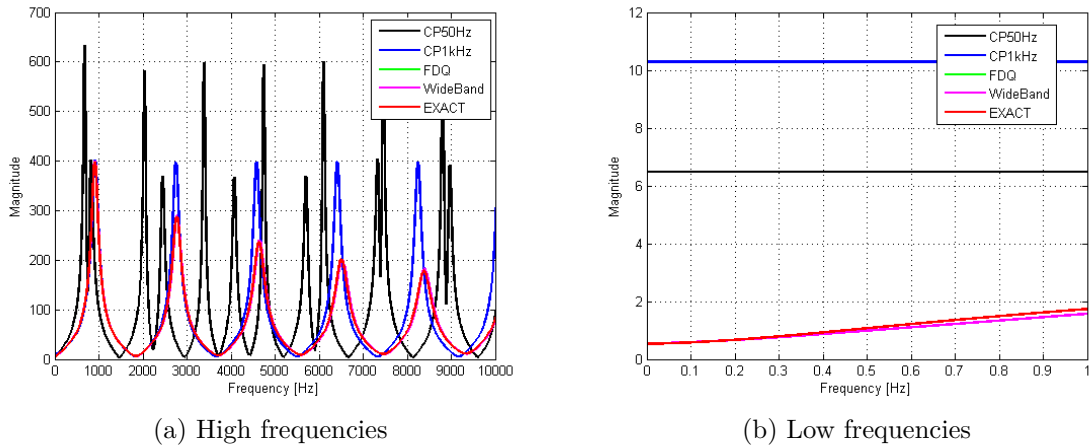 700
600
500
400
300
200
100
0
Magnitude
0 1000 2000 3000 4000 5000 6000 7000 8000 9000 10000
Frequency [Hz]
CP50Hz
CP1kHz
FDQ
WideBand
EXACT
(a) High frequencies
12
10
8
6
4
2
0
Magnitude
0 0.1 0.2 0.3 0.4 0.5 0.6 0.7 0.8 0.9 1
Frequency [Hz]
CP50Hz
CP1kHz
FDQ
WideBand
EXACT
(b) Low frequencies